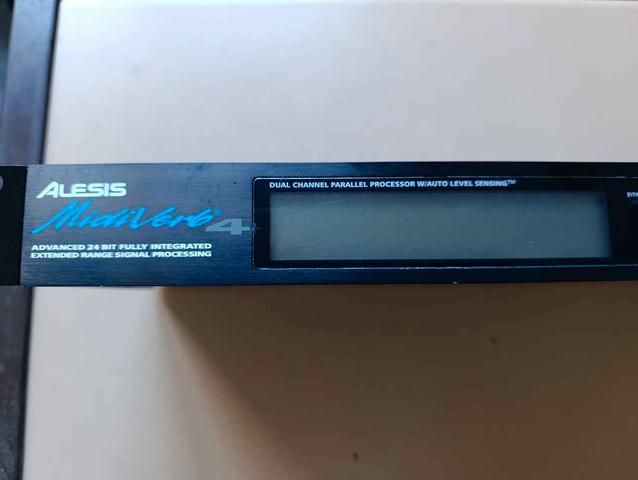 ALESIS
MidiVerb 4
ADVANCED 24 BIT FULLY INTEGRATED
EXTENDED RANGE SIGNAL PROCESSING
DUAL CHANNEL PARALLEL PROCESSOR W/AUTO LEVEL SENSING™